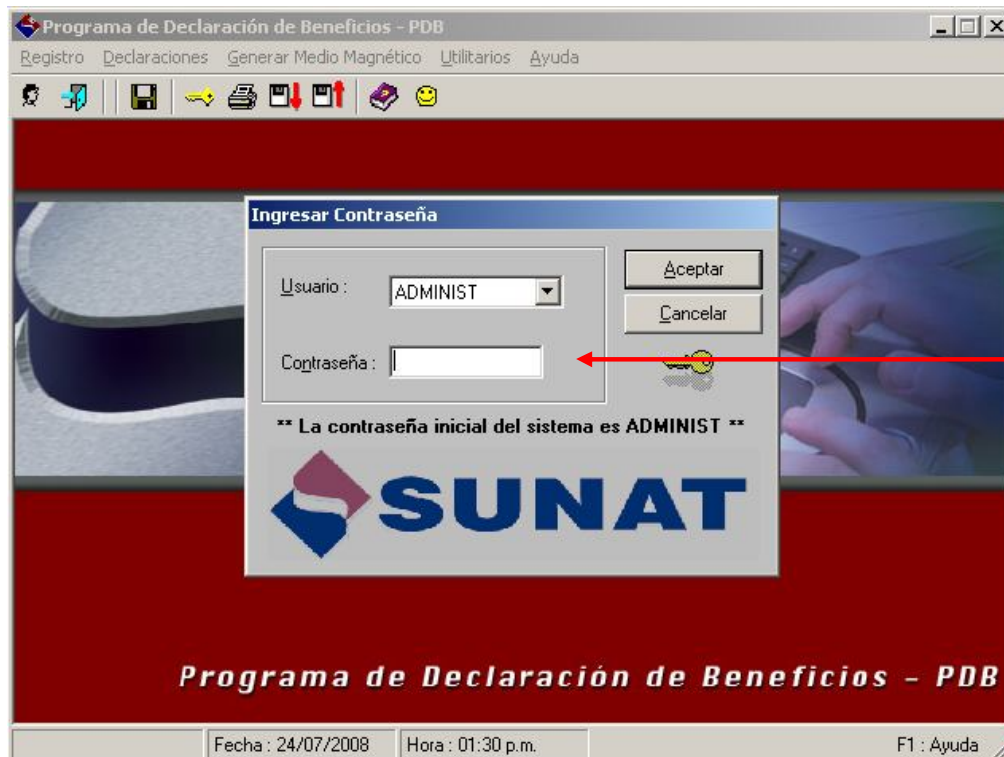 Programa de Declaración de Beneficios - PDB
Registro Declaraciones Generar Medio Magnético Utilitarios Ayuda
Ingresar Contraseña
Usuario : ADMINIST
Aceptar
Cancelar
Contraseña :
** La contraseña inicial del sistema es ADMINIST **
SUNAT
Programa de Declaración de Beneficios - PDB
Fecha : 24/07/2008 Hora : 01:30 p.m. F1 : Ayuda